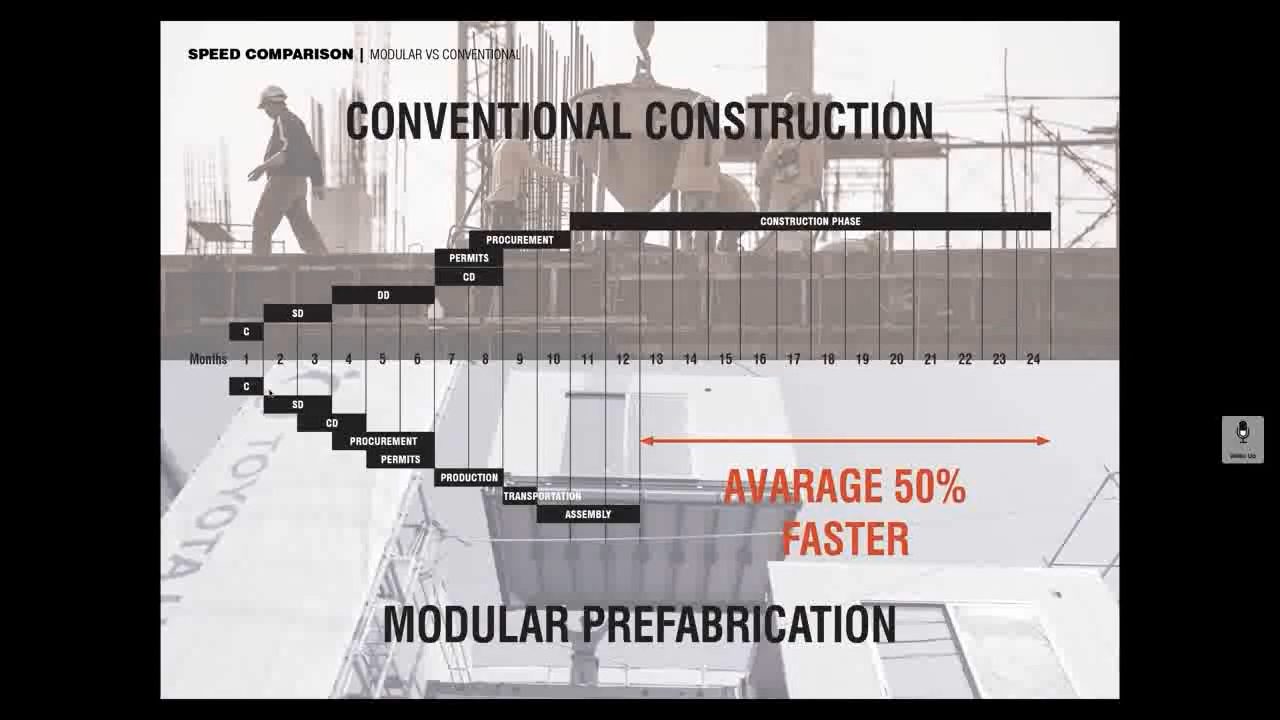 SPEED COMPARISON | MODULAR VS CONVENTIONAL
CONVENTIONAL CONSTRUCTION
CONSTRUCTION PHASE
PROCUREMENT
PERMITS
CD
DD
SD
C
Months 1 2 3 4 5 6 7 8 9 10 11 12 13 14 15 16 17 18 19 20 21 22 23 24
C
SD
CD
PROCUREMENT
PERMITS
PRODUCTION
TRANSPORTATION
ASSEMBLY
AVARAGE 50%
FASTER
TOYOTA
MODULAR PREFABRICATION